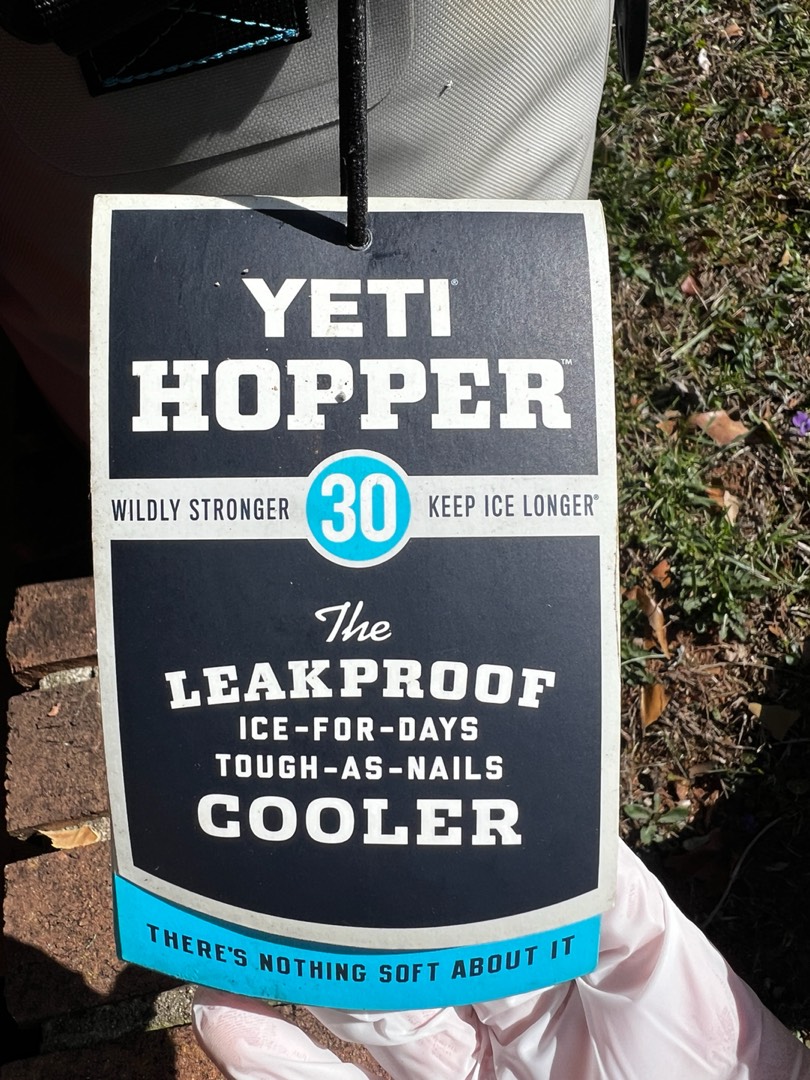 YETI®
HOPPER™
WILDLY STRONGER 30 KEEP ICE LONGER®
The
LEAKPROOF
ICE-FOR-DAYS
TOUGH-AS-NAILS
COOLER
THERE'S NOTHING SOFT ABOUT IT